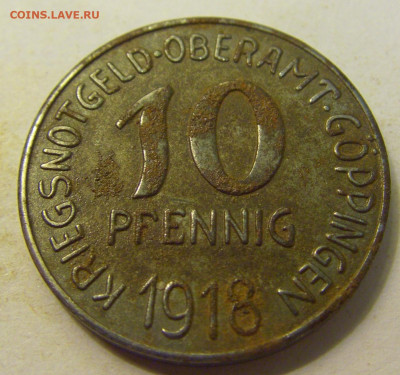 COINS.LAVE.RU
KRIEGSNOTGELD·OBERAMT·GÖPPINGEN
10
PFENNIG
1918